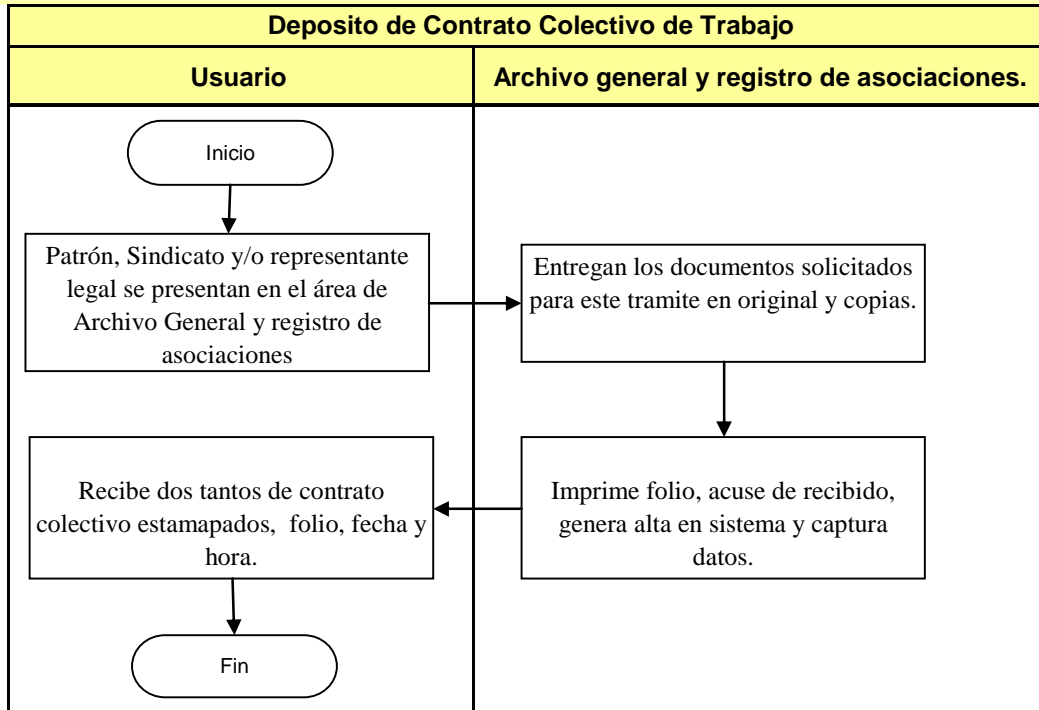 Deposito de Contrato Colectivo de Trabajo
Usuario
Archivo general y registro de asociaciones.
Inicio
Patrón, Sindicato y/o representante
legal se presentan en el área de
Archivo General y registro de
asociaciones
Entregan los documentos solicitados
para este tramite en original y copias.
Imprime folio, acuse de recibido,
genera alta en sistema y captura
datos.
Recibe dos tantos de contrato
colectivo estamapados, folio, fecha y
hora.
Fin